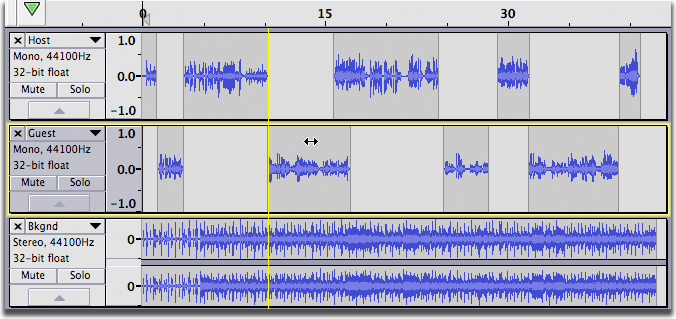 0 15 30
× Host
Mono, 44100Hz
32-bit float
Mute Solo
1.0
0.0
-1.0
× Guest
Mono, 44100Hz
32-bit float
Mute Solo
1.0
0.0
-1.0
× Bkgnd
Stereo, 44100Hz
32-bit float
Mute Solo
0
0